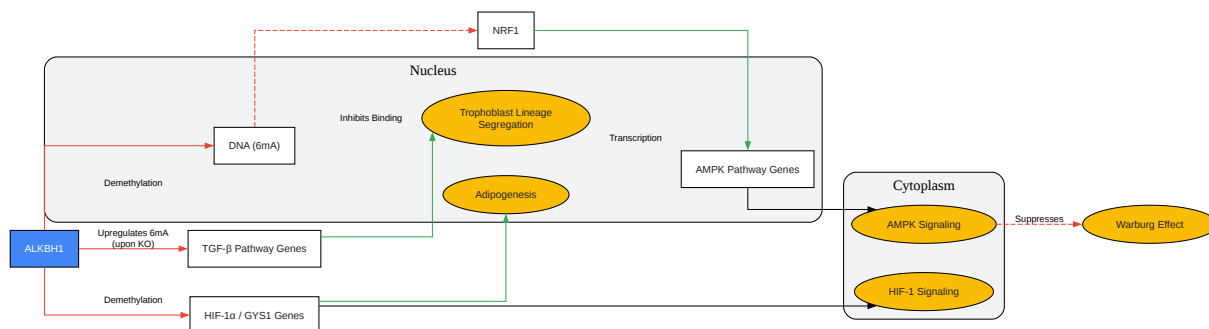 NRF1
Nucleus
Trophoblast Lineage
Segregation
Inhibits Binding
Transcription
DNA (6mA)
AMPK Pathway Genes
Demethylation
Cytoplasm
Adipogenesis
AMPK Signaling
Suppresses
Warburg Effect
Upregulates 6mA
(upon KO)
ALKBH1
TGF-β Pathway Genes
HIF-1 Signaling
Demethylation
HIF-1α / GYS1 Genes